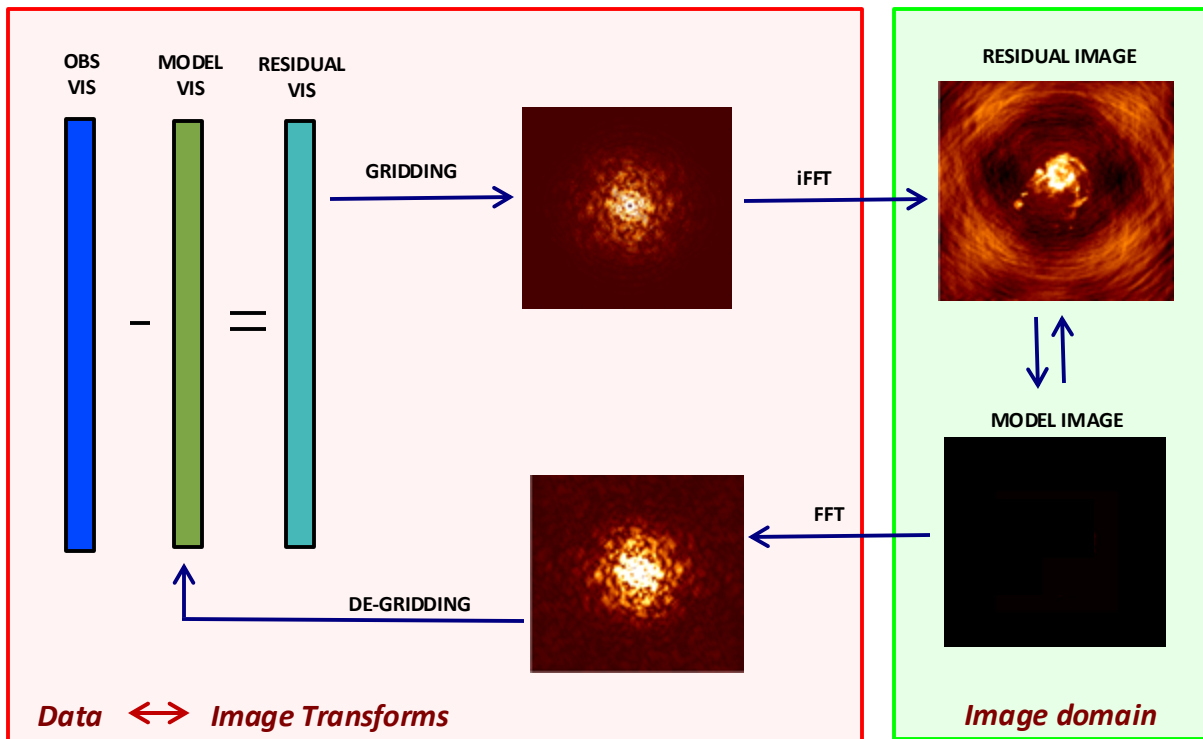 OBS
VIS
MODEL
VIS
RESIDUAL
VIS
GRIDDING
iFFT
RESIDUAL IMAGE
MODEL IMAGE
FFT
DE-GRIDDING
Data
Image Transforms
Image domain